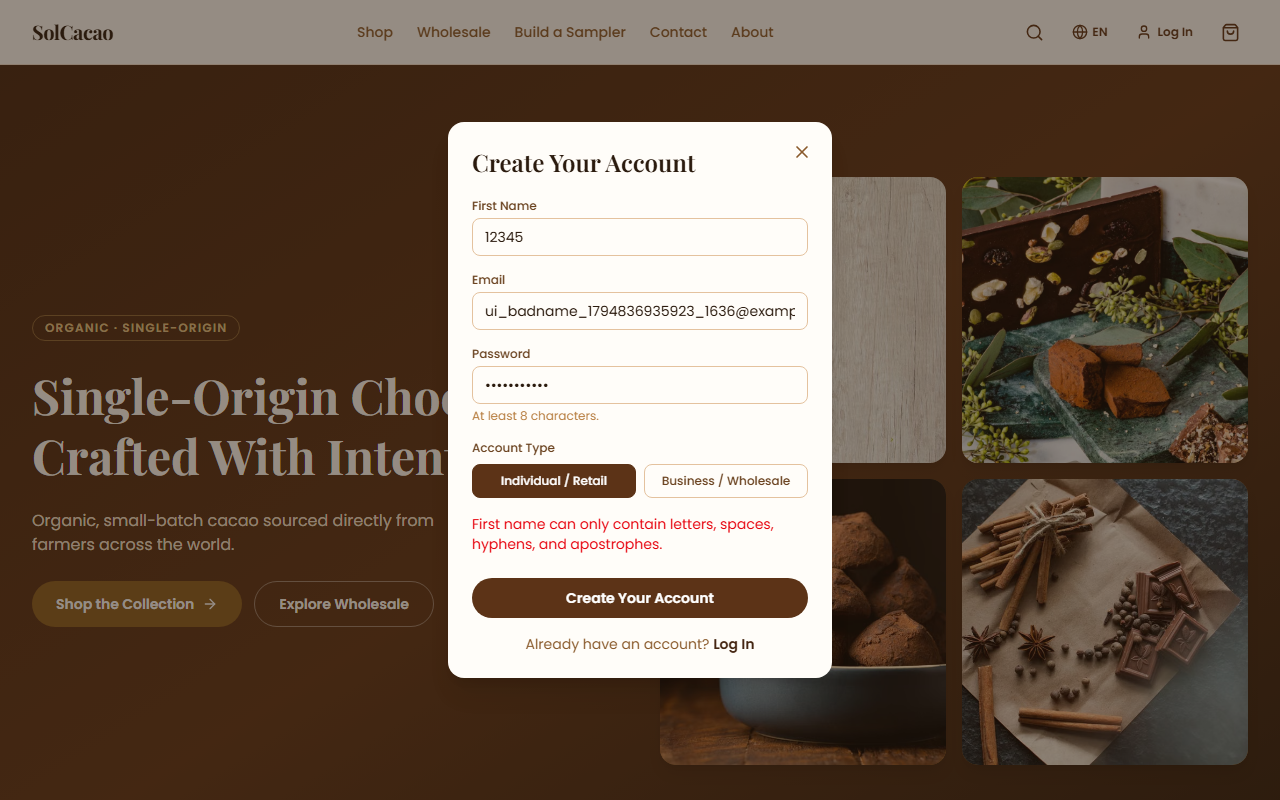 SolCacao
Shop
Wholesale
Build a Sampler
Contact
About
EN
Log In
ORGANIC · SINGLE-ORIGIN
Single-Origin Choc
Crafted With Intent
Organic, small-batch cacao sourced directly from
farmers across the world.
Shop the Collection →
Explore Wholesale
Create Your Account
First Name
12345
Email
ui_badname_1794836935923_1636@examp
Password
•••••••••••
At least 8 characters.
Account Type
Individual / Retail
Business / Wholesale
First name can only contain letters, spaces,
hyphens, and apostrophes.
Create Your Account
Already have an account? Log In